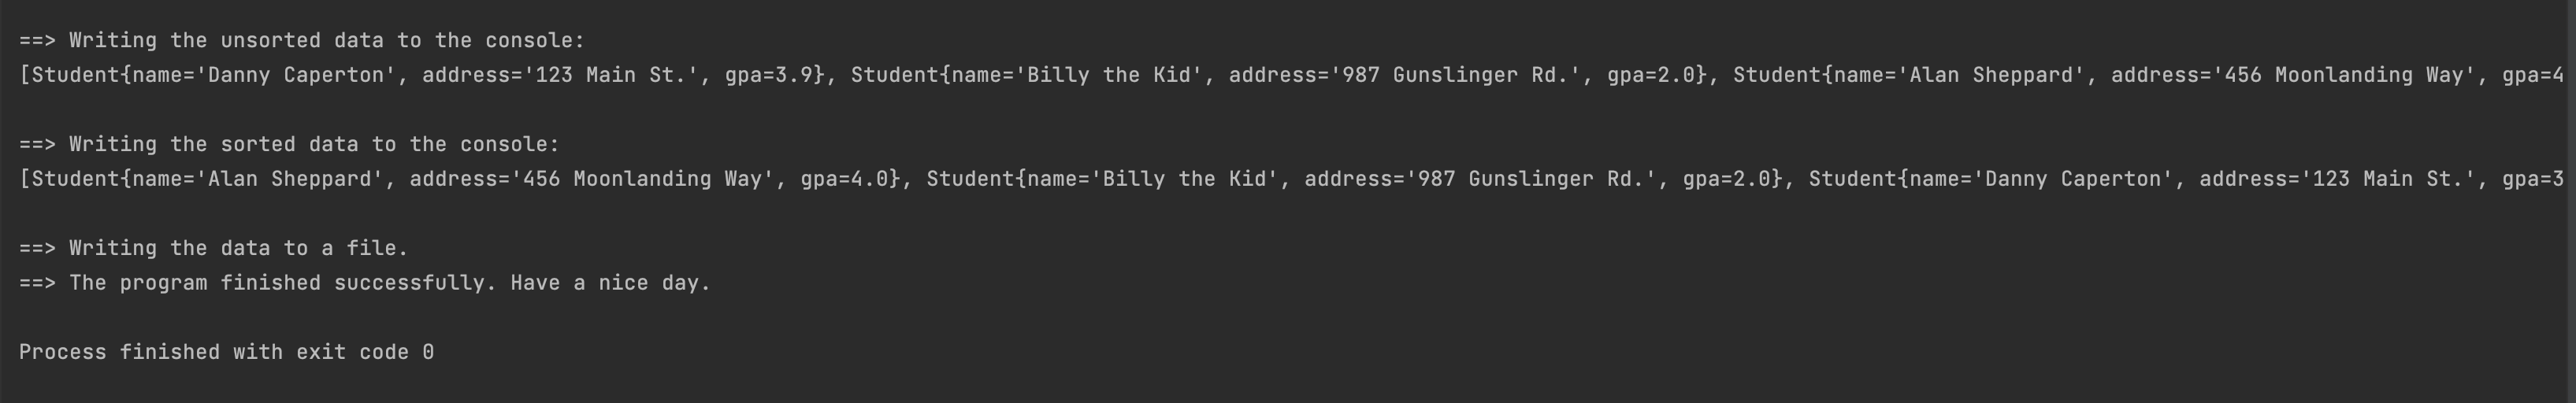 ==> Writing the unsorted data to the console:
[Student{name='Danny Caperton', address='123 Main St.', gpa=3.9}, Student{name='Billy the Kid', address='987 Gunslinger Rd.', gpa=2.0}, Student{name='Alan Sheppard', address='456 Moonlanding Way', gpa=4
==> Writing the sorted data to the console:
[Student{name='Alan Sheppard', address='456 Moonlanding Way', gpa=4.0}, Student{name='Billy the Kid', address='987 Gunslinger Rd.', gpa=2.0}, Student{name='Danny Caperton', address='123 Main St.', gpa=3
==> Writing the data to a file.
==> The program finished successfully. Have a nice day.
Process finished with exit code 0